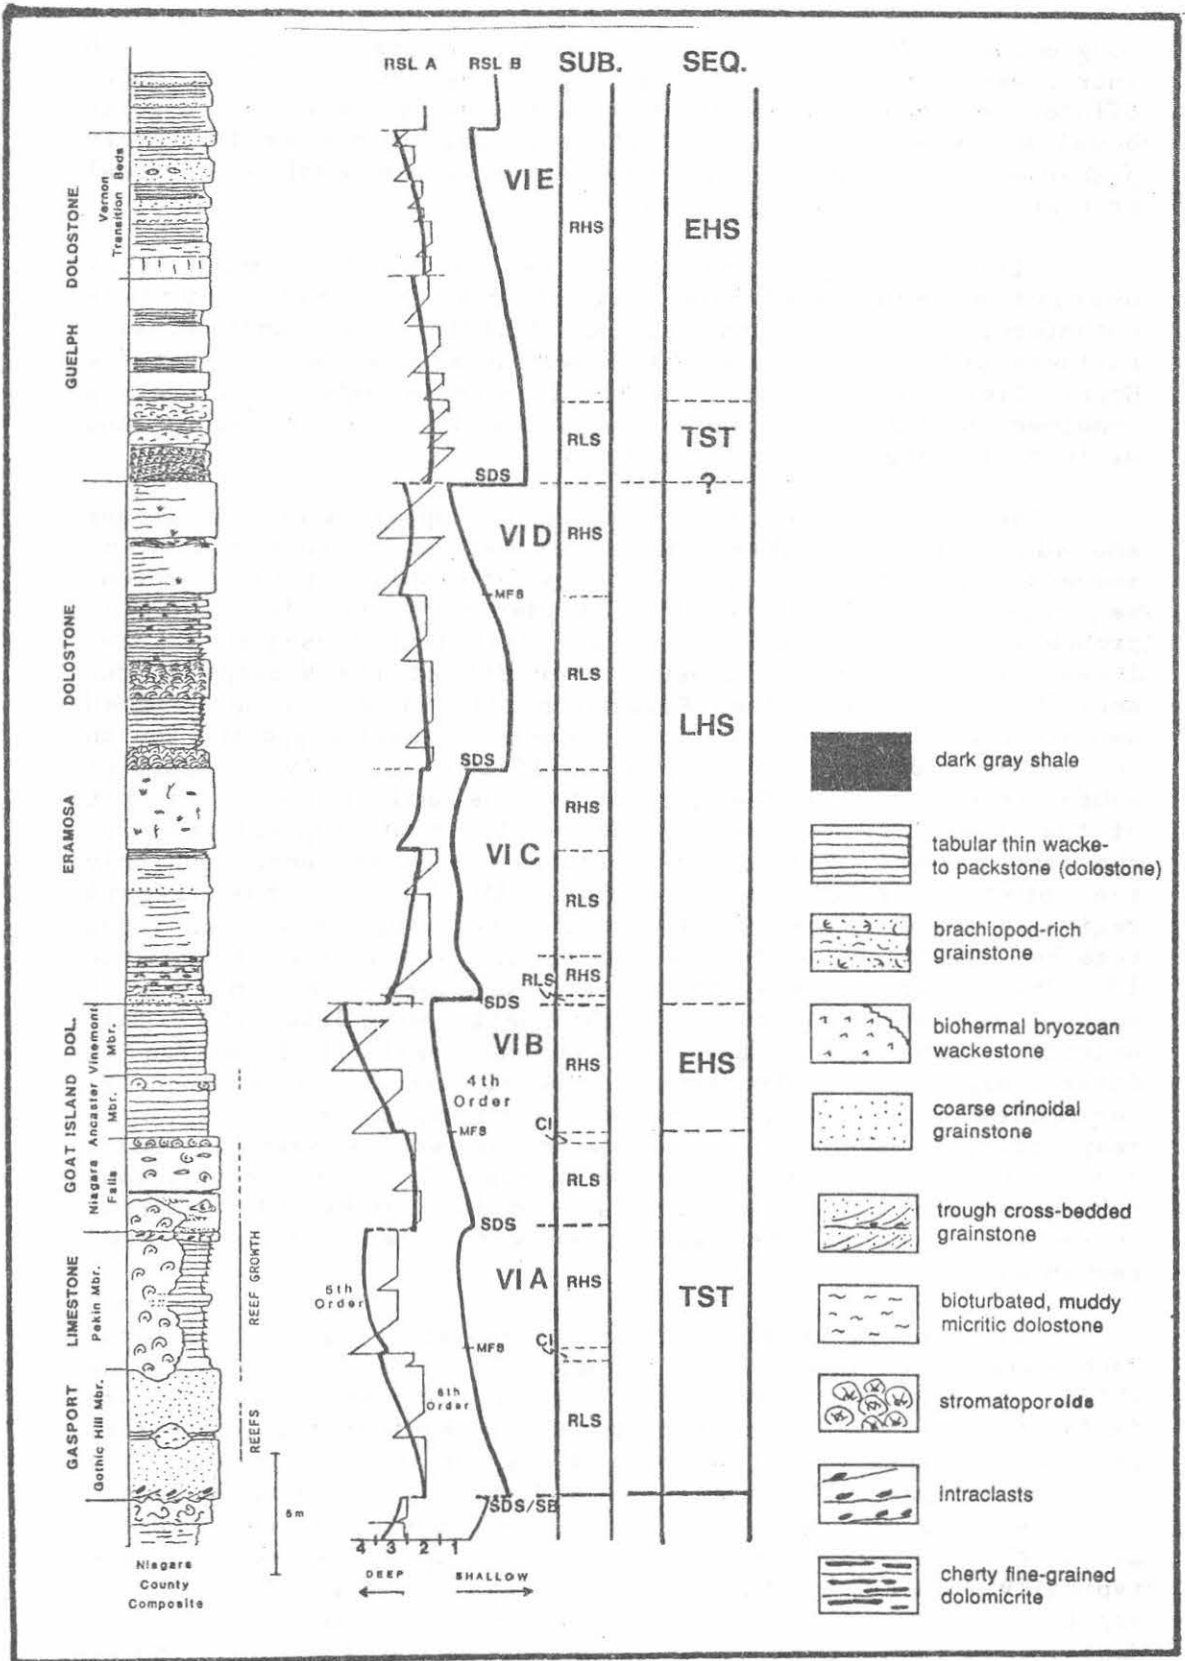 RSL A
RSL B
SUB.
SEQ.
GUELPH DOLOSTONE
Vernon
Transition Beds
ERAMOSA DOLOSTONE
GOAT ISLAND DOL.
Vinemont
Mbr.
Ancaster
Mbr.
Niagara
Falls
GASPORT LIMESTONE
Pekin Mbr.
Gothic Hill Mbr.
REEF GROWTH
REEFS
VI E
RHS
EHS
RLS
TST
SDS
?
VI D
RHS
MFS
RLS
LHS
SDS
RHS
VI C
RLS
RLS
RHS
SDS
VI B
RHS
EHS
4th
Order
CI
MFS
RLS
SDS
VI A
RHS
TST
5th
Order
CI
MFS
6th
Order
RLS
SDS/SB
5m
4 3 2 1
DEEP
SHALLOW
Niagara
County
Composite
dark gray shale
tabular thin wacke-
to packstone (dolostone)
brachiopod-rich
grainstone
biohermal bryozoan
wackestone
coarse crinoidal
grainstone
trough cross-bedded
grainstone
bioturbated, muddy
micritic dolostone
stromatoporoids
intraclasts
cherty fine-grained
dolomicrite